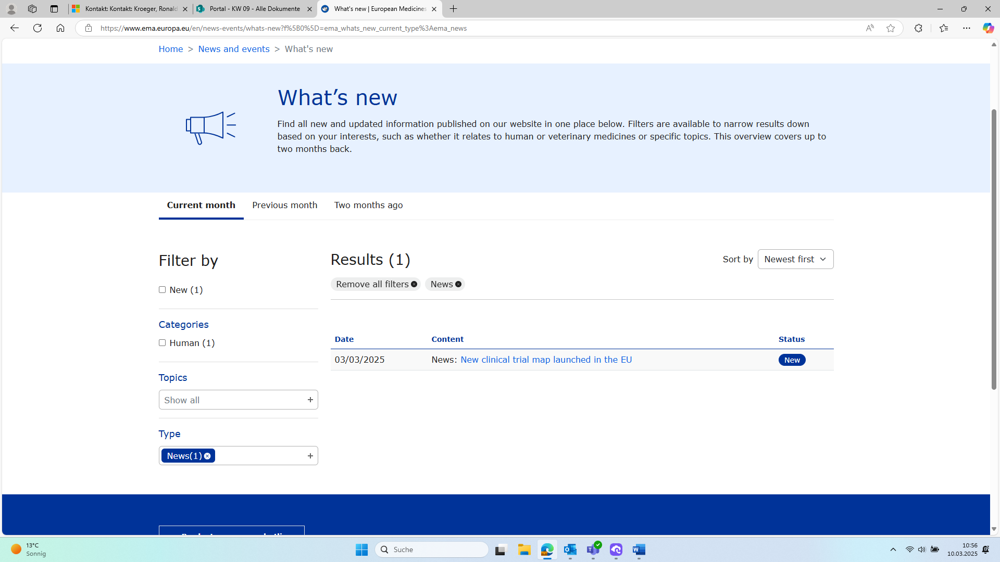 Kontakt: Kontakt: Kroeger, Ronald
Portal - KW 09 - Alle Dokumente
What's new | European Medicines
https://www.ema.europa.eu/en/news-events/whats-new?f%5B0%5D=ema_whats_new_current_type%3Aema_news
Home > News and events > What's new
What's new
Find all new and updated information published on our website in one place below. Filters are available to narrow results down
based on your interests, such as whether it relates to human or veterinary medicines or specific topics. This overview covers up to
two months back.
Current month Previous month Two months ago
Filter by
New (1)
Categories
Human (1)
Topics
Show all +
Type
News(1) +
Results (1)
Sort by Newest first
Remove all filters News
Date Content Status
03/03/2025 News: New clinical trial map launched in the EU New
13°C
Sonnig
Suche
10:56
10.03.2025